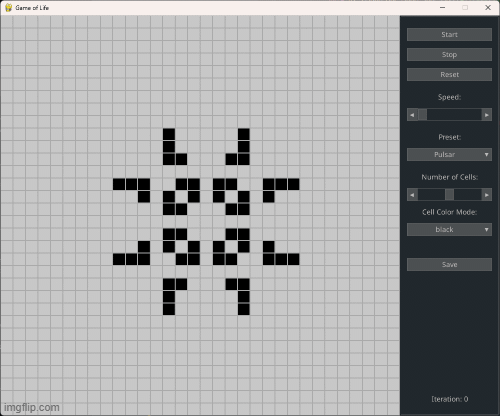 Game of Life
Start
Stop
Reset
Speed:
Preset:
Pulsar
Number of Cells:
Cell Color Mode:
black
Save
Iteration: 0
imgflip.com